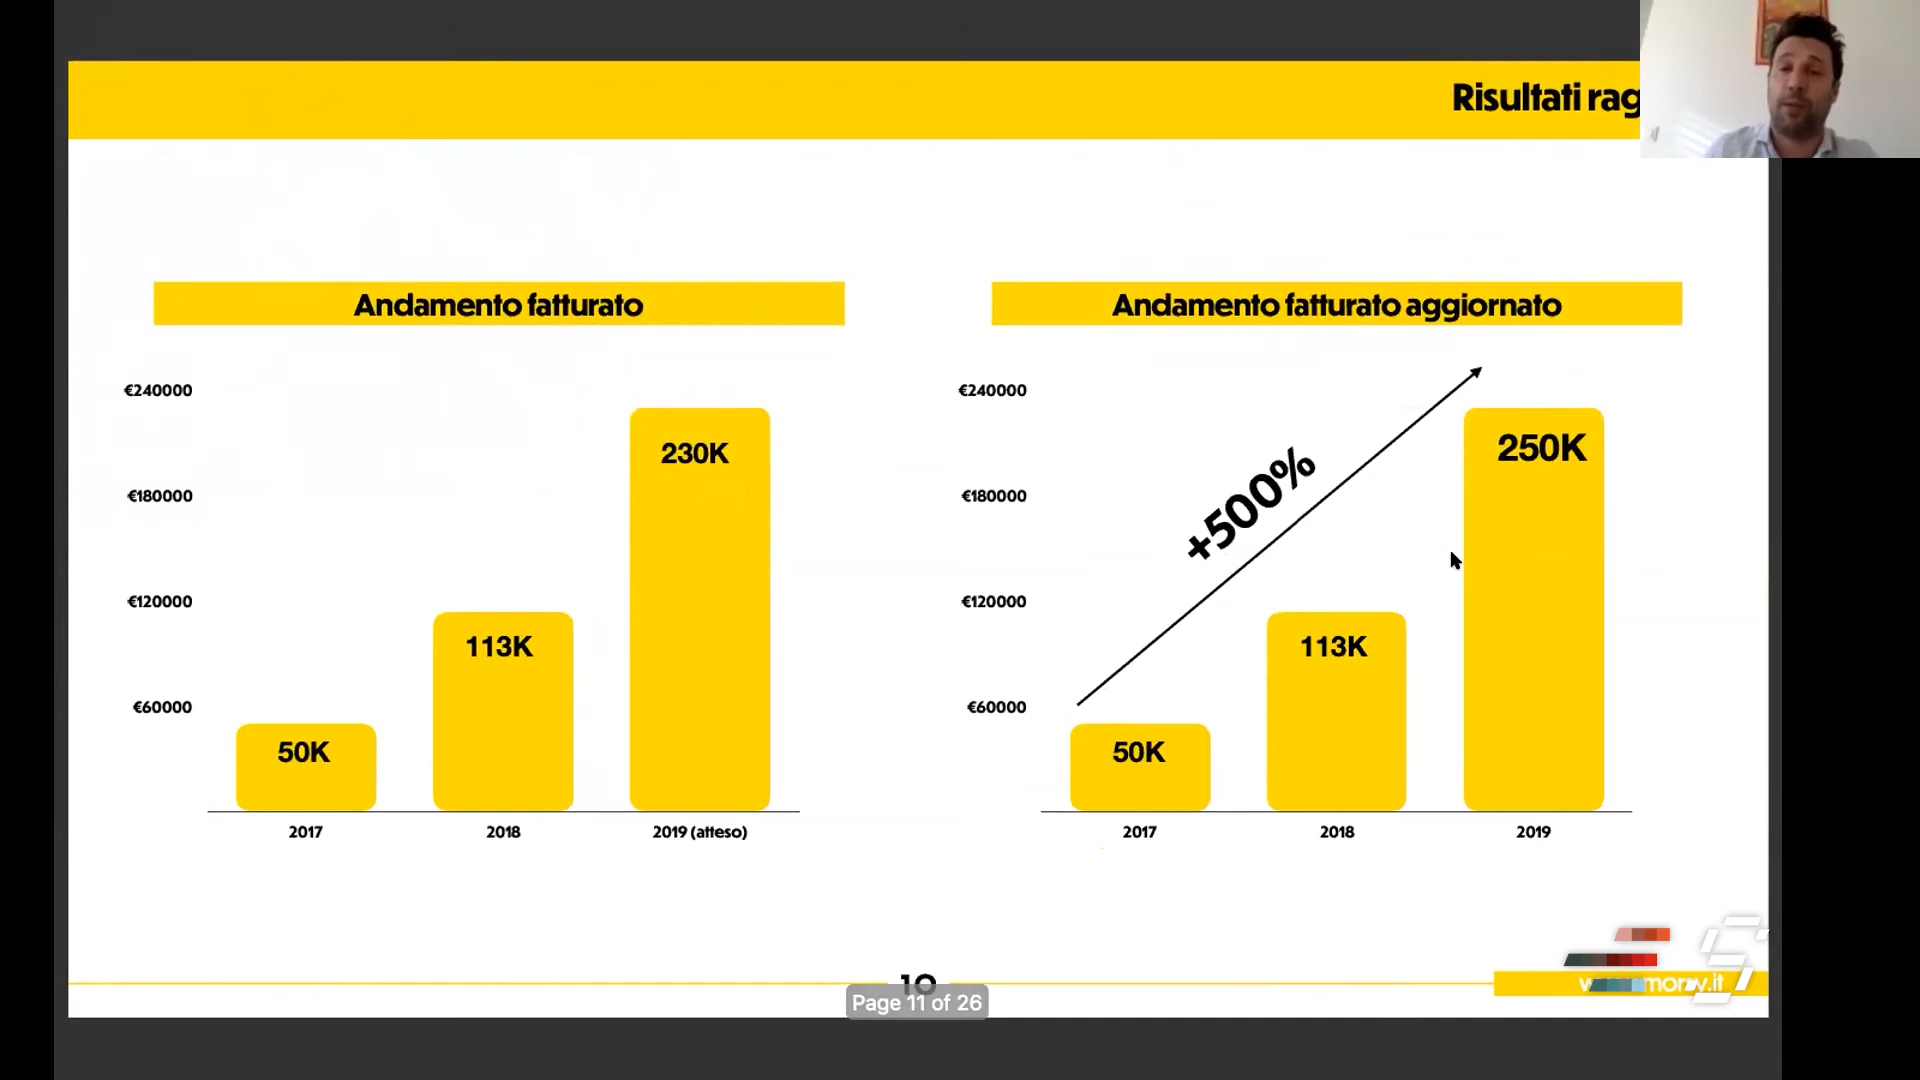 Risultati rag
Andamento fatturato
€240000
€180000
€120000
€60000
230K
113K
50K
2017
2018
2019 (atteso)
Andamento fatturato aggiornato
€240000
€180000
€120000
€60000
+500%
250K
113K
50K
2017
2018
2019
10
Page 11 of 26